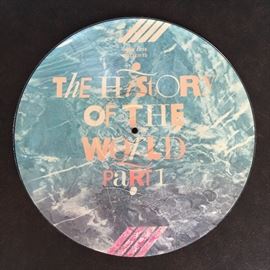 The HiStORY
OF THE
WORLD
PaRT 1